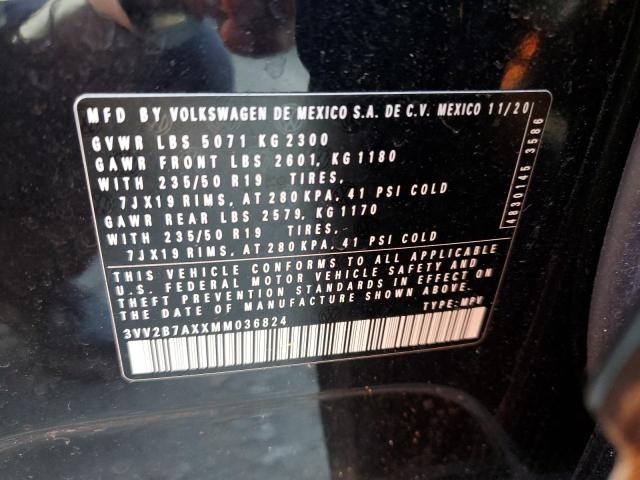 MFD BY VOLKSWAGEN DE MEXICO S.A. DE C.V. MEXICO 11/20
GVWR LBS 5071 KG 2300
GAWR FRONT LBS 2601, KG 1180
WITH 235/50 R19 TIRES,
7JX19 RIMS, AT 280 KPA, 41 PSI COLD
GAWR REAR LBS 2579, KG 1170
WITH 235/50 R19 TIRES,
7JX19 RIMS, AT 280 KPA, 41 PSI COLD
THIS VEHICLE CONFORMS TO ALL APPLICABLE
U.S. FEDERAL MOTOR VEHICLE SAFETY AND
THEFT PREVENTION STANDARDS IN EFFECT ON
THE DATE OF MANUFACTURE SHOWN ABOVE.
3VV2B7AXXMM036824 TYPE: MPV
4830145 3586